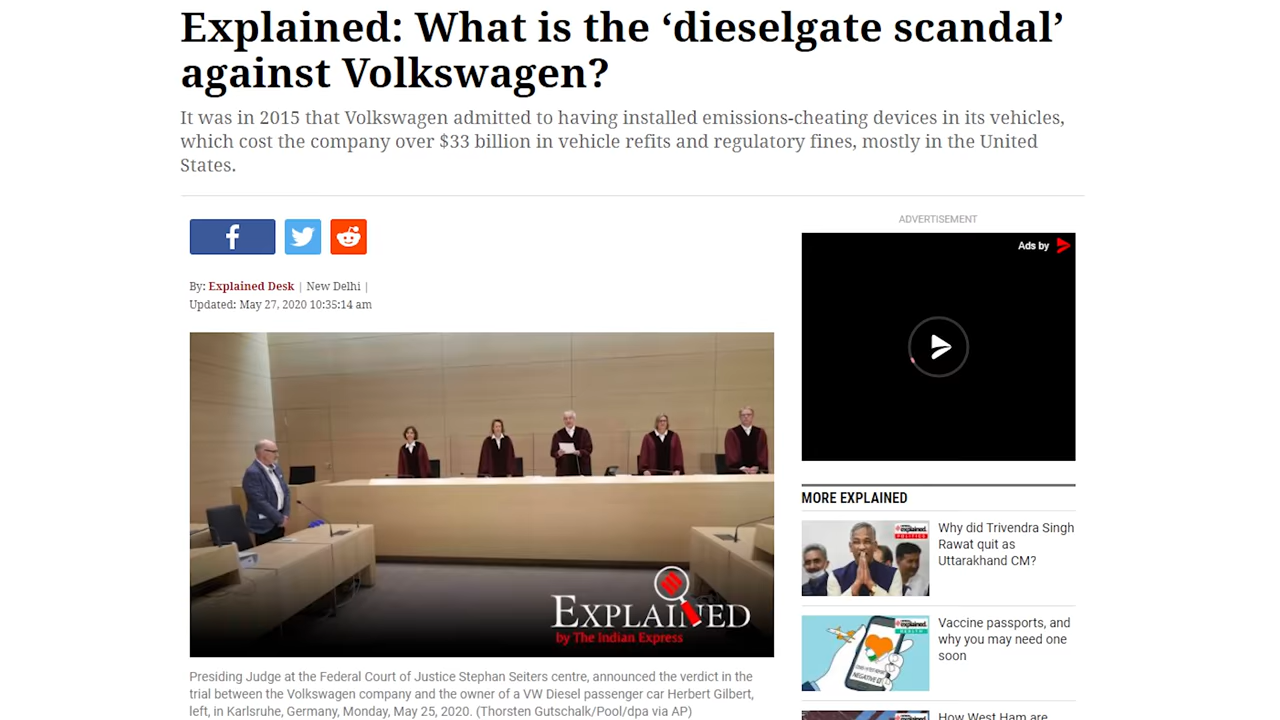 Explained: What is the ‘dieselgate scandal’
against Volkswagen?
It was in 2015 that Volkswagen admitted to having installed emissions-cheating devices in its vehicles,
which cost the company over $33 billion in vehicle refits and regulatory fines, mostly in the United
States.
By: Explained Desk | New Delhi |
Updated: May 27, 2020 10:35:14 am
EXPLAINED
by The Indian Express
Presiding Judge at the Federal Court of Justice Stephan Seiters centre, announced the verdict in the
trial between the Volkswagen company and the owner of a VW Diesel passenger car Herbert Gilbert,
left, in Karlsruhe, Germany, Monday, May 25, 2020. (Thorsten Gutschalk/Pool/dpa via AP)
ADVERTISEMENT
Ads by
MORE EXPLAINED
explained.
POLITICS
Why did Trivendra Singh
Rawat quit as
Uttarakhand CM?
explained.
HEALTH
NEGATIVE
Vaccine passports, and
why you may need one
soon
How West Ham are